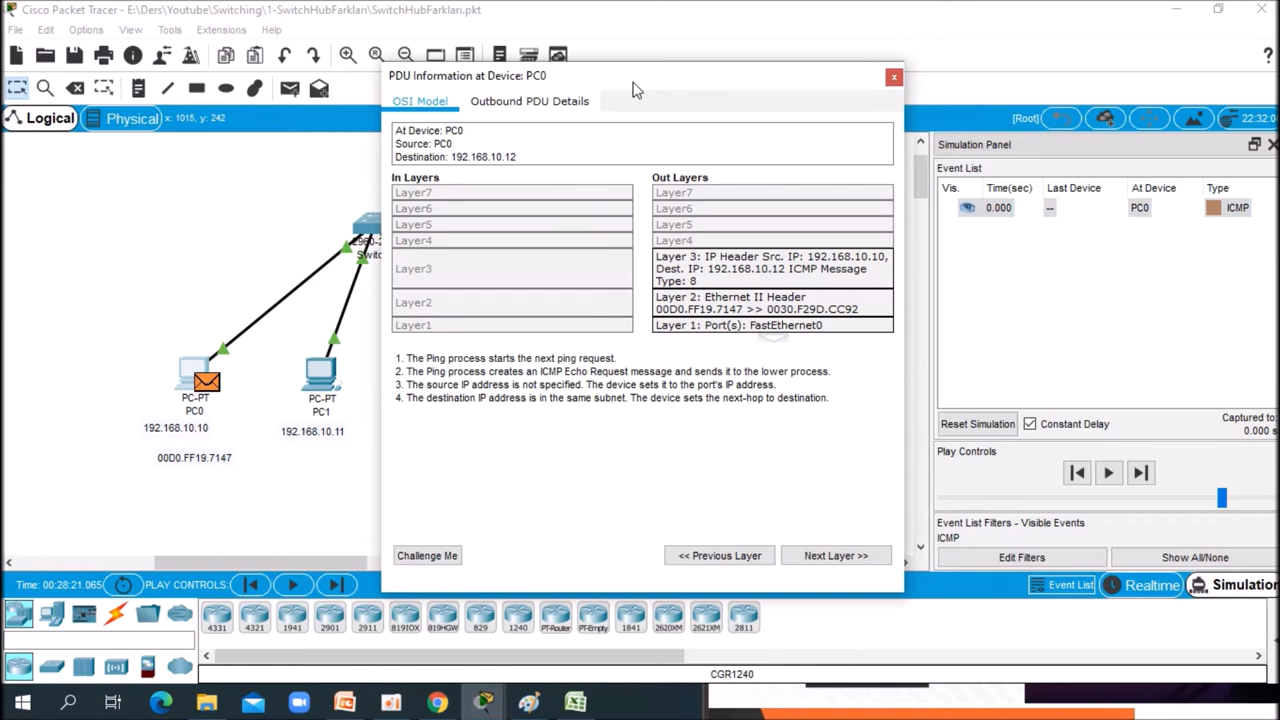 Cisco Packet Tracer - E:\Ders\Youtube\Switching\1-SwitchHubFarkları\SwitchHubFarkları.pkt
File Edit Options View Tools Extensions Help
PDU Information at Device: PC0
OSI Model Outbound PDU Details
Logical Physical x: 1015, y: 242
[Root] 22:32:0
At Device: PC0
Source: PC0
Destination: 192.168.10.12
In Layers Out Layers
Layer7 Layer7
Layer6 Layer6
Layer5 Layer5
Layer4 Layer4
Layer3 Layer 3: IP Header Src. IP: 192.168.10.10,
Dest. IP: 192.168.10.12 ICMP Message
Type: 8
Layer2 Layer 2: Ethernet II Header
00D0.FF19.7147 >> 0030.F29D.CC92
Layer1 Layer 1: Port(s): FastEthernet0
1. The Ping process starts the next ping request.
2. The Ping process creates an ICMP Echo Request message and sends it to the lower process.
3. The source IP address is not specified. The device sets it to the port's IP address.
4. The destination IP address is in the same subnet. The device sets the next-hop to destination.
Challenge Me << Previous Layer Next Layer >>
2960-2
Switc
PC-PT
PC0
192.168.10.10
00D0.FF19.7147
PC-PT
PC1
192.168.10.11
Simulation Panel
Event List
Vis. Time(sec) Last Device At Device Type
0.000 -- PC0 ICMP
Reset Simulation Constant Delay
Captured to
0.000 s
Play Controls
Event List Filters - Visible Events
ICMP
Edit Filters Show All/None
Time: 00:28:21.065 PLAY CONTROLS: Event List Realtime Simulation
4331 4321 1941 2901 2911 819IOX 819HGW 829 1240 PT-Router PT-Empty 1841 2620XM 2621XM 2811
CGR1240